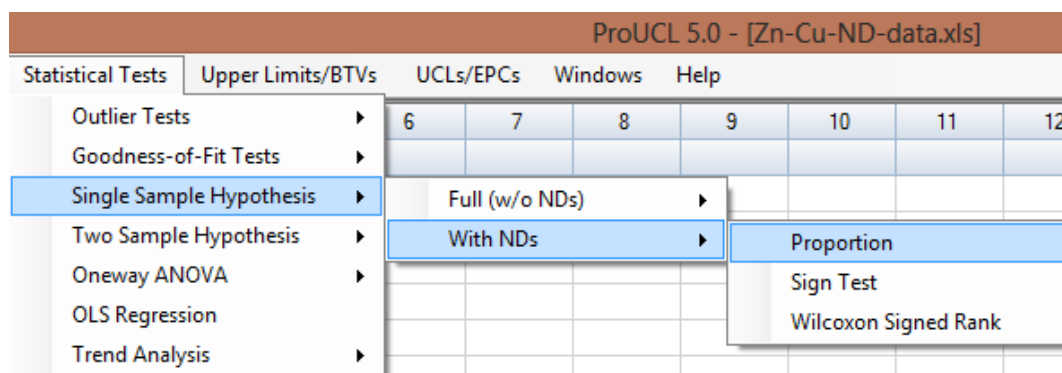 ProUCL 5.0 - [Zn-Cu-ND-data.xls]
Statistical Tests Upper Limits/BTVs UCLs/EPCs Windows Help
Outlier Tests 6 7 8 9 10 11 12
Goodness-of-Fit Tests
Single Sample Hypothesis Full (w/o NDs)
Two Sample Hypothesis With NDs Proportion
Oneway ANOVA Sign Test
OLS Regression Wilcoxon Signed Rank
Trend Analysis